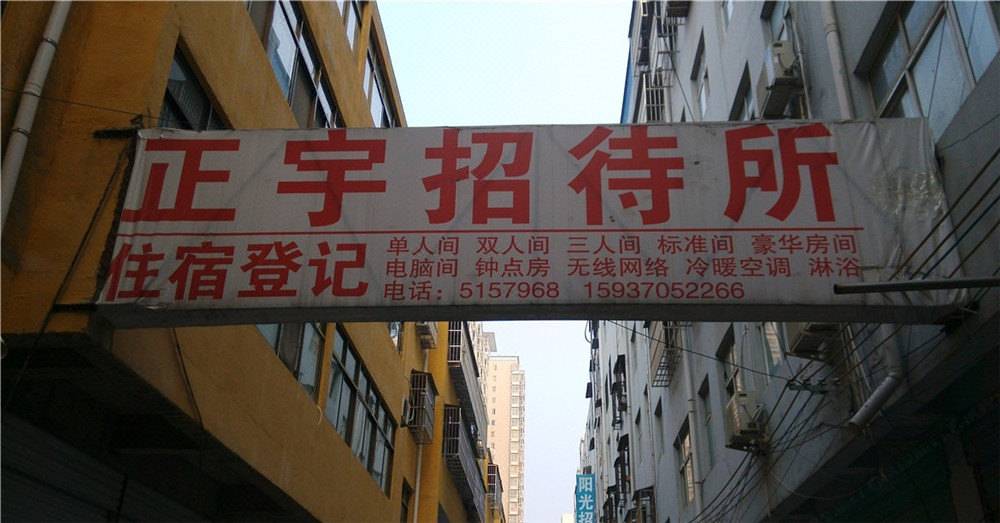 正宇招待所
住宿登记
单人间 双人间 三人间 标准间 豪华房间
电脑间 钟点房 无线网络 冷暖空调 淋浴
电话：5157968 15937052266
阳光招